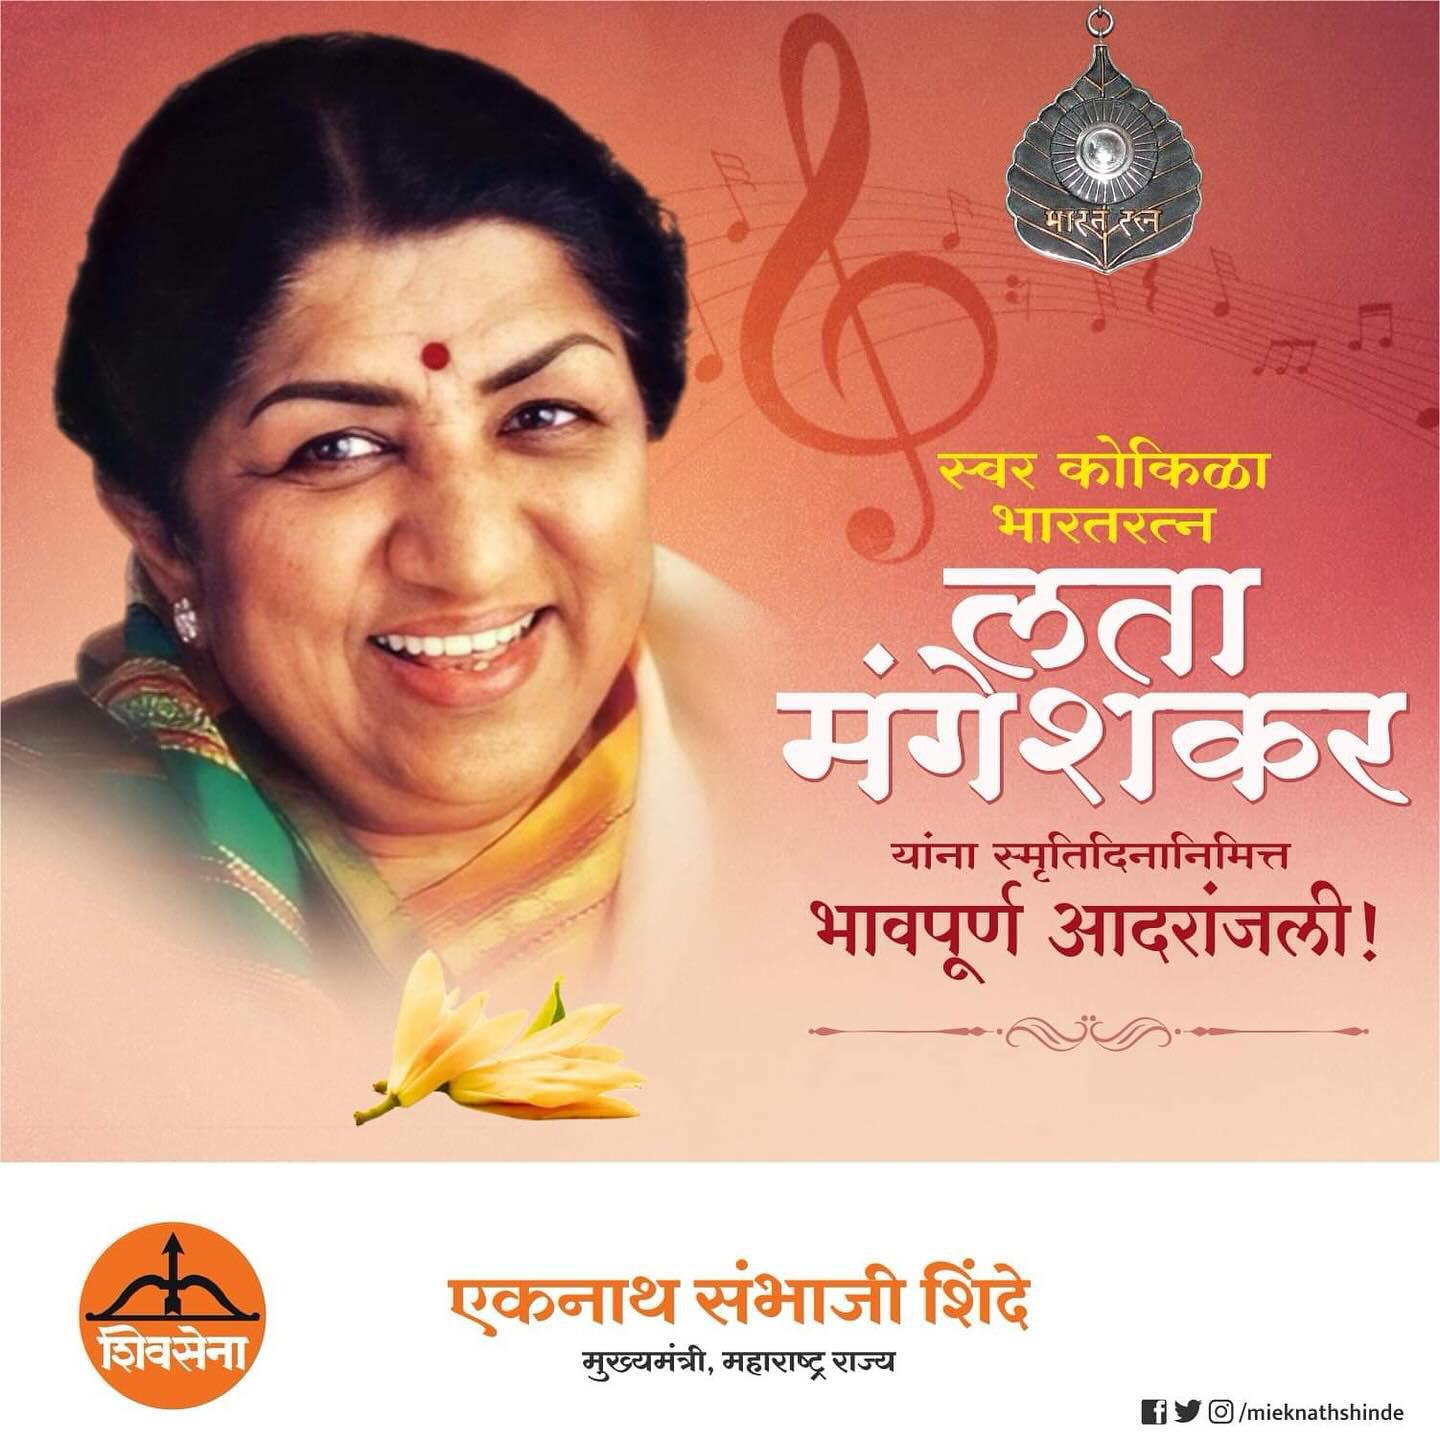 भारत रत्न
स्वर कोकिळा
भारतरत्न
लता
मंगेशकर
यांना स्मृतिदिनानिमित्त
भावपूर्ण आदरांजली!
शिवसेना
एकनाथ संभाजी शिंदे
मुख्यमंत्री, महाराष्ट्र राज्य
/mieknathshinde